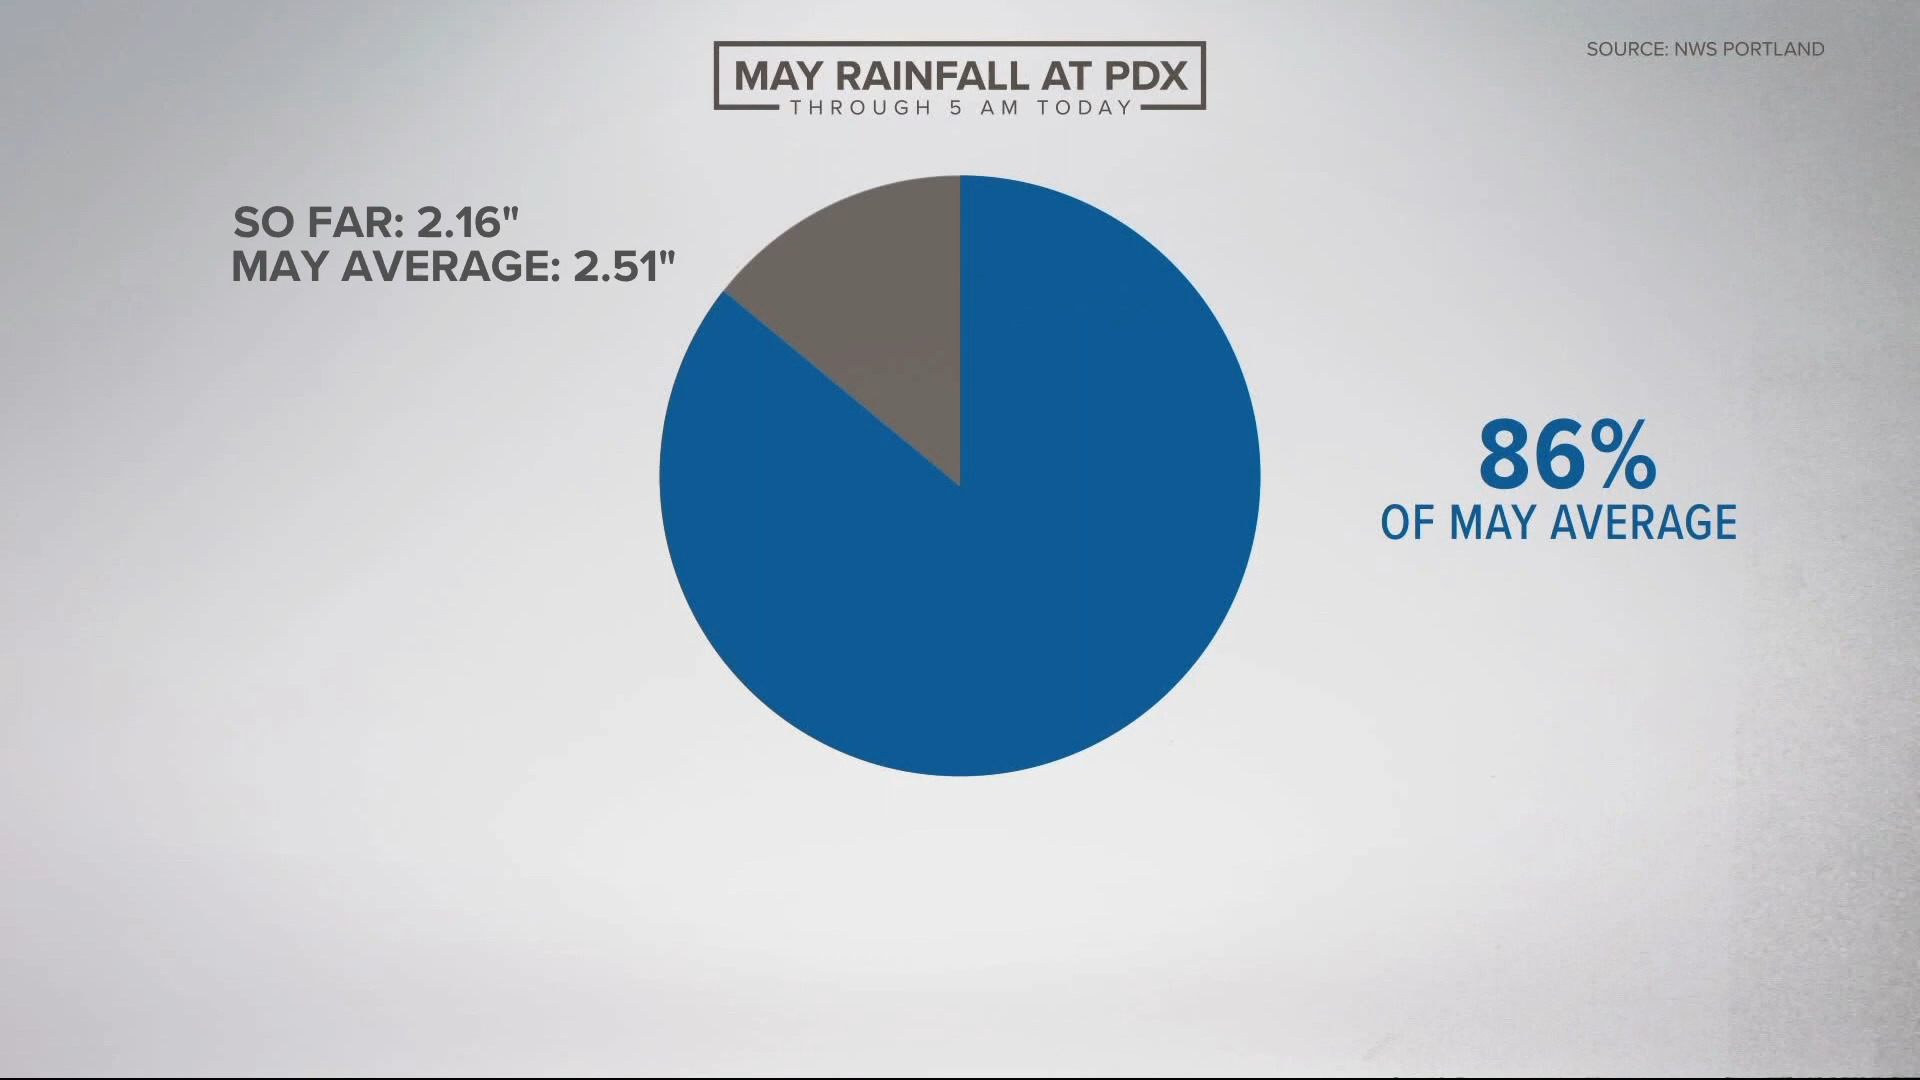 MAY RAINFALL AT PDX
THROUGH 5 AM TODAY
SOURCE: NWS PORTLAND
SO FAR: 2.16"
MAY AVERAGE: 2.51"
86%
OF MAY AVERAGE